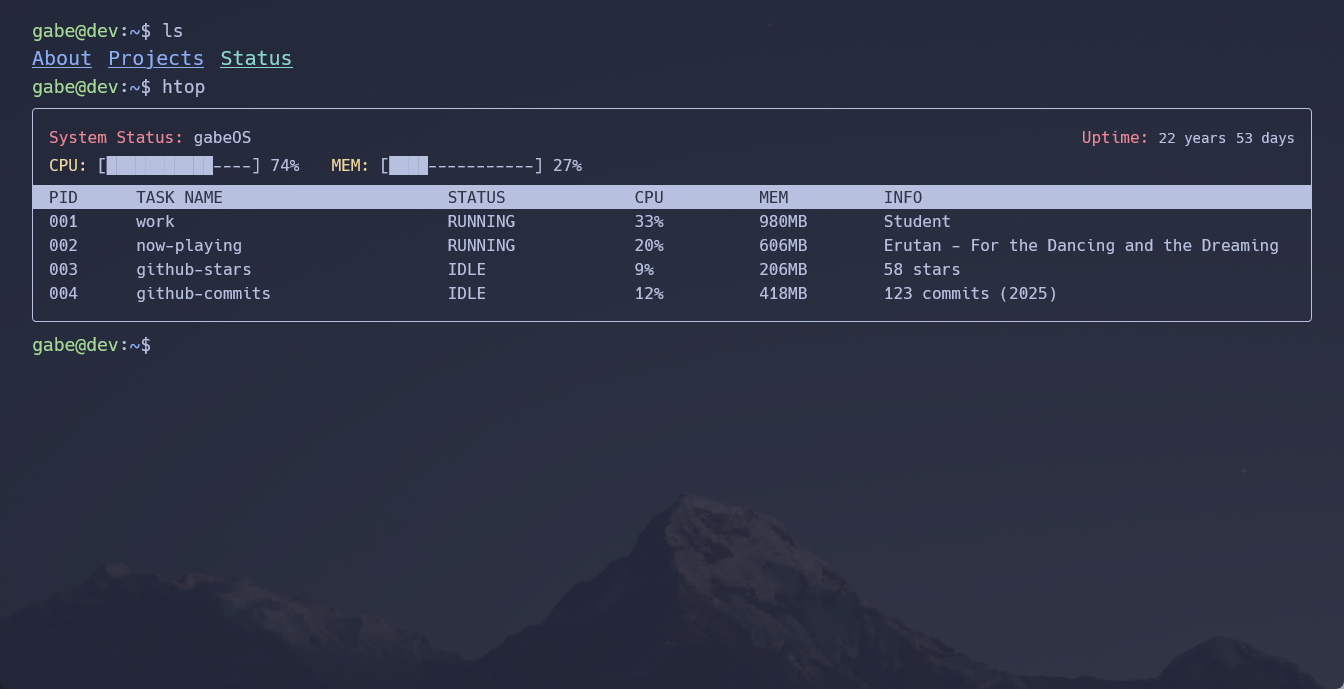 gabe@dev:~$ ls
About Projects Status
gabe@dev:~$ htop
System Status: gabeOS Uptime: 22 years 53 days
CPU: [███████████----] 74% MEM: [████-----------] 27%
PID TASK NAME STATUS CPU MEM INFO
001 work RUNNING 33% 980MB Student
002 now-playing RUNNING 20% 606MB Erutan - For the Dancing and the Dreaming
003 github-stars IDLE 9% 206MB 58 stars
004 github-commits IDLE 12% 418MB 123 commits (2025)
gabe@dev:~$